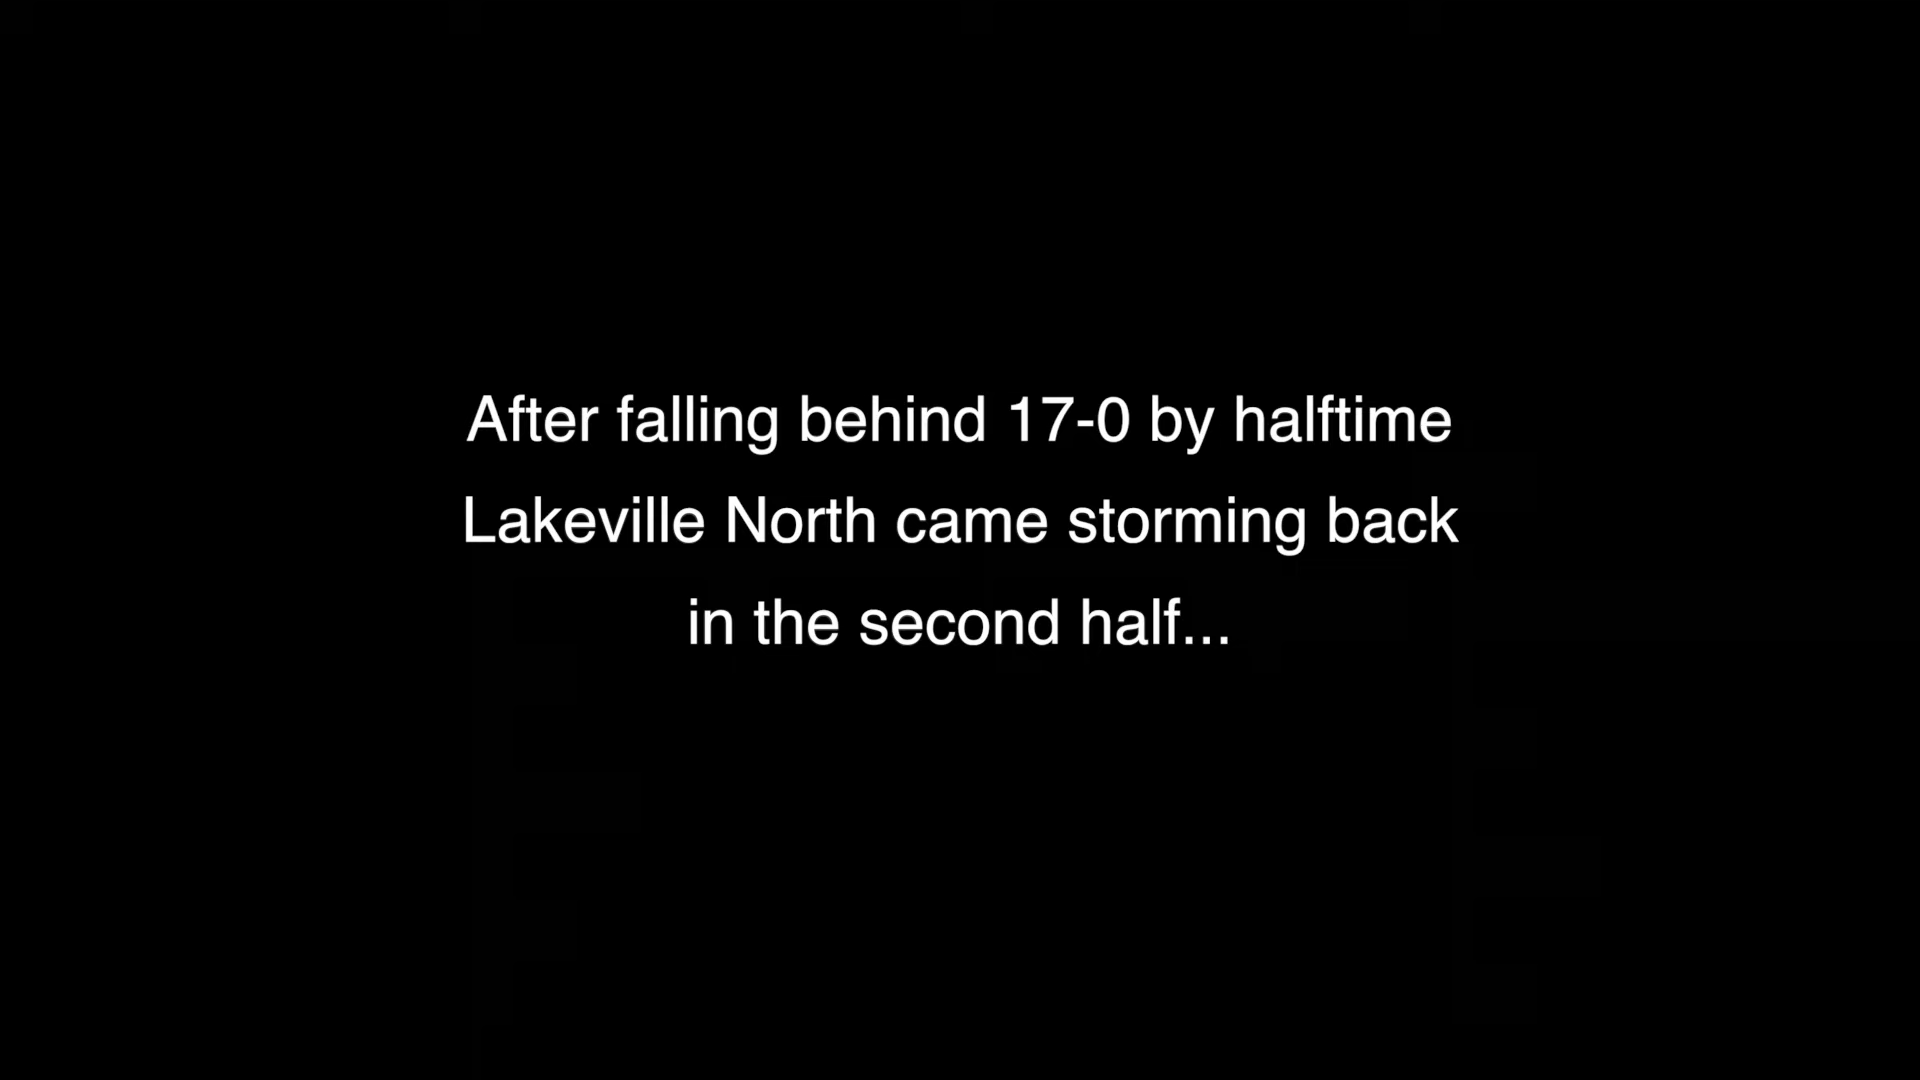 After falling behind 17-0 by halftime
Lakeville North came storming back
in the second half...